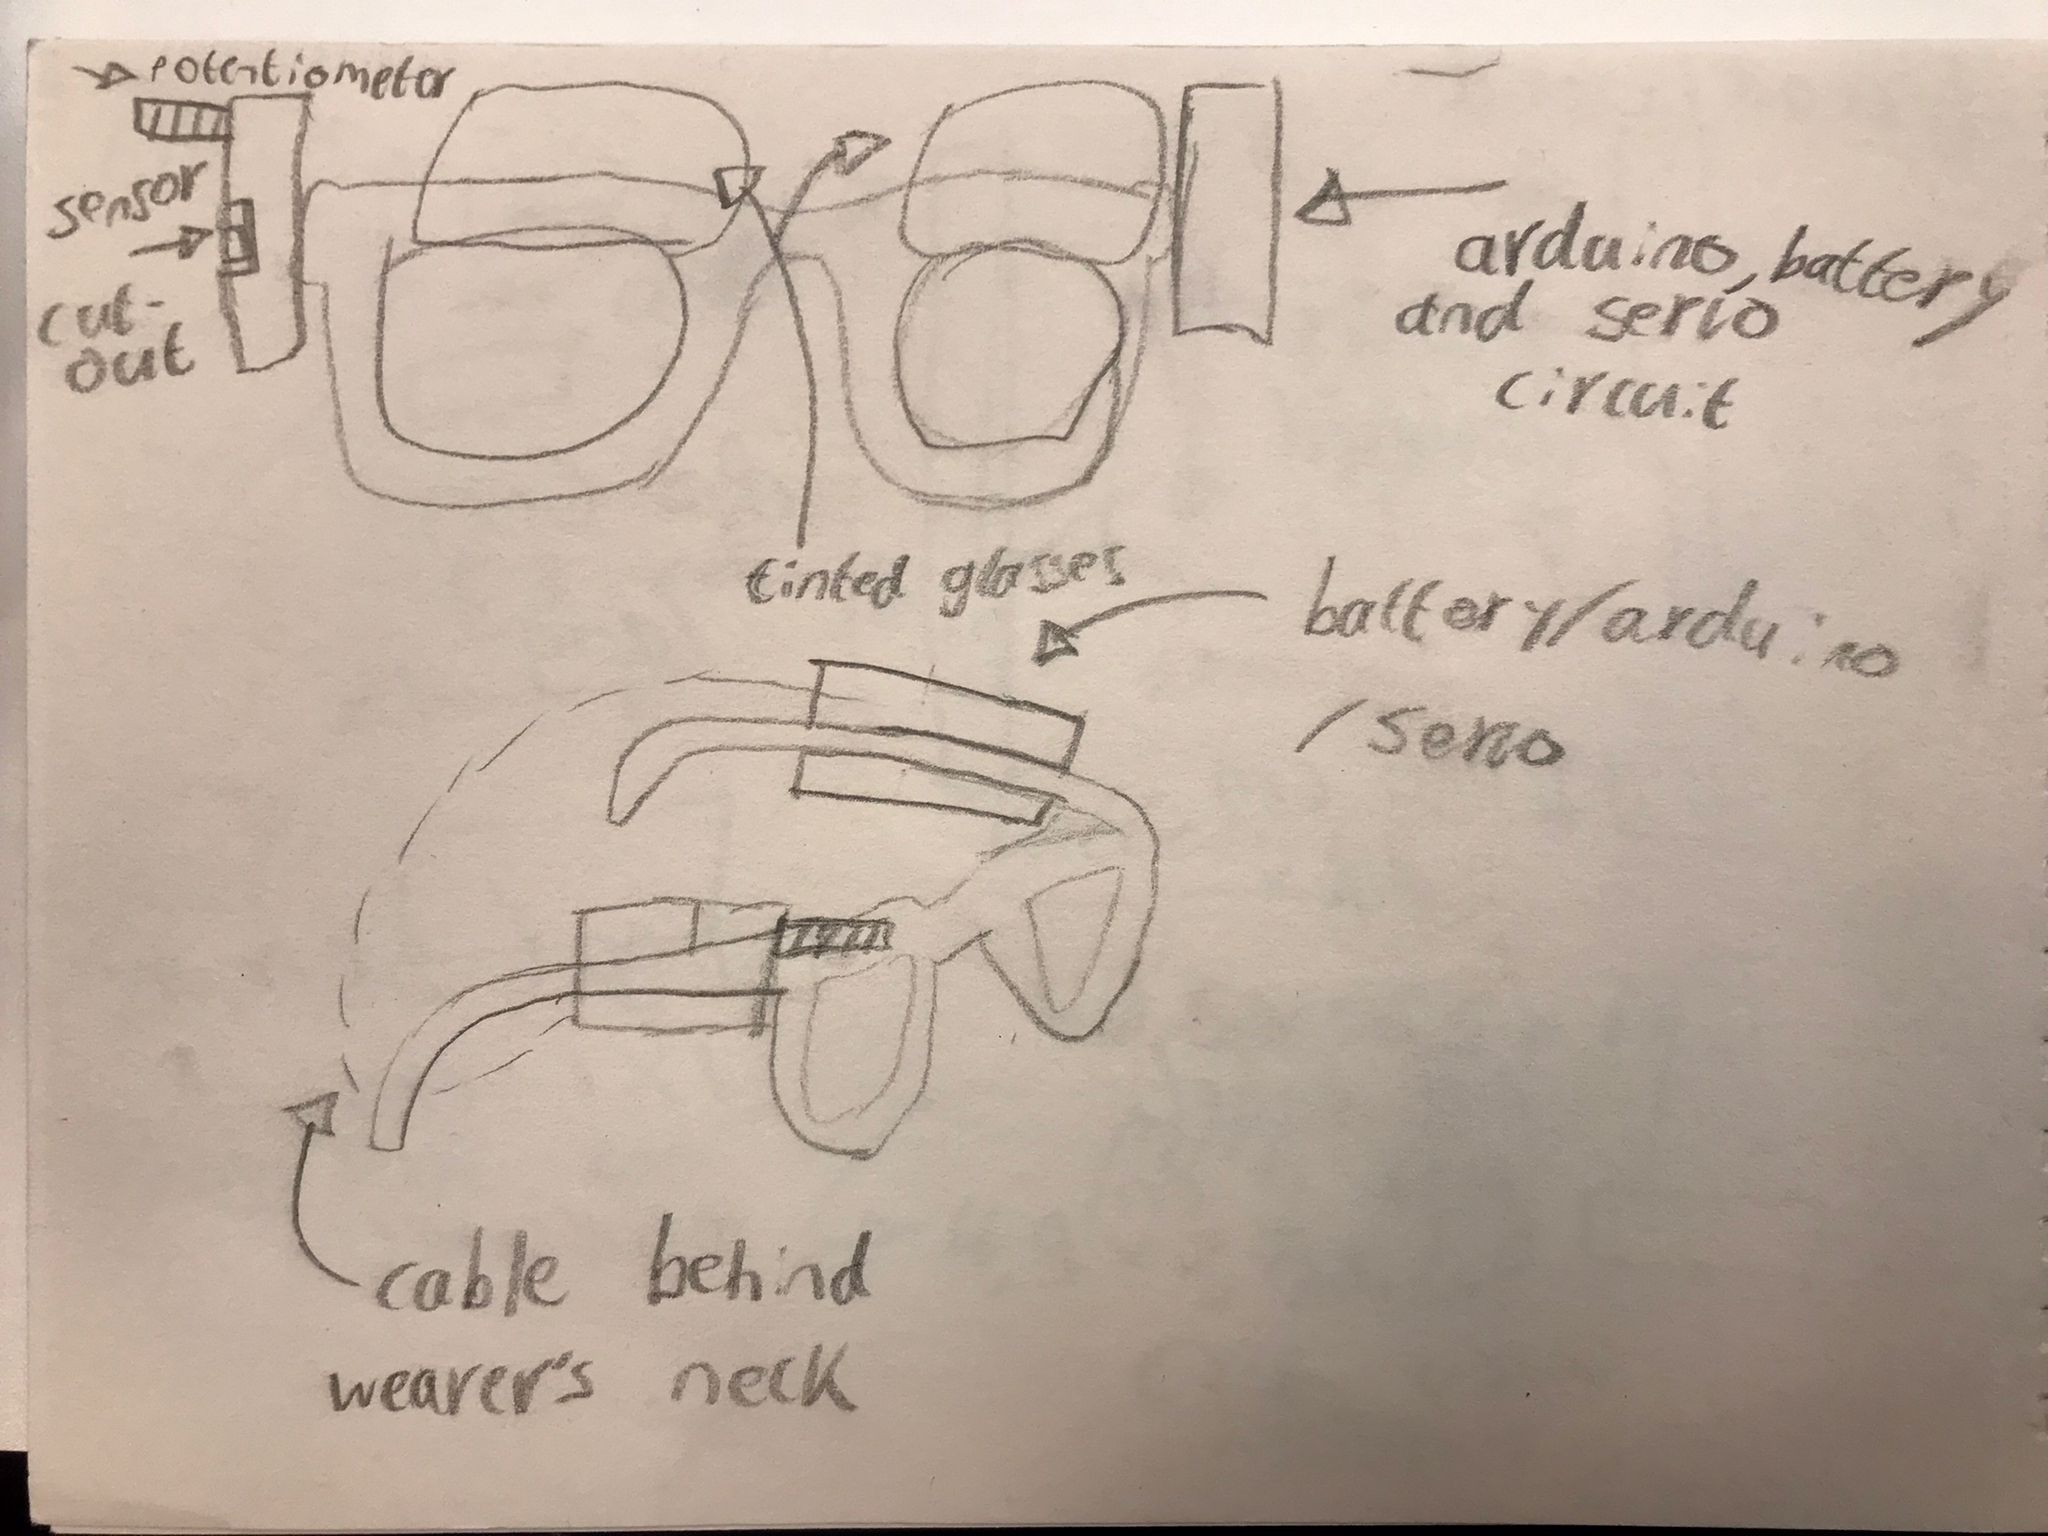 potentiometer
sensor
cut-
out
arduino, battery
and serio
circuit
tinted glasses
battery/arduino
/serio
cable behind
wearer's neck